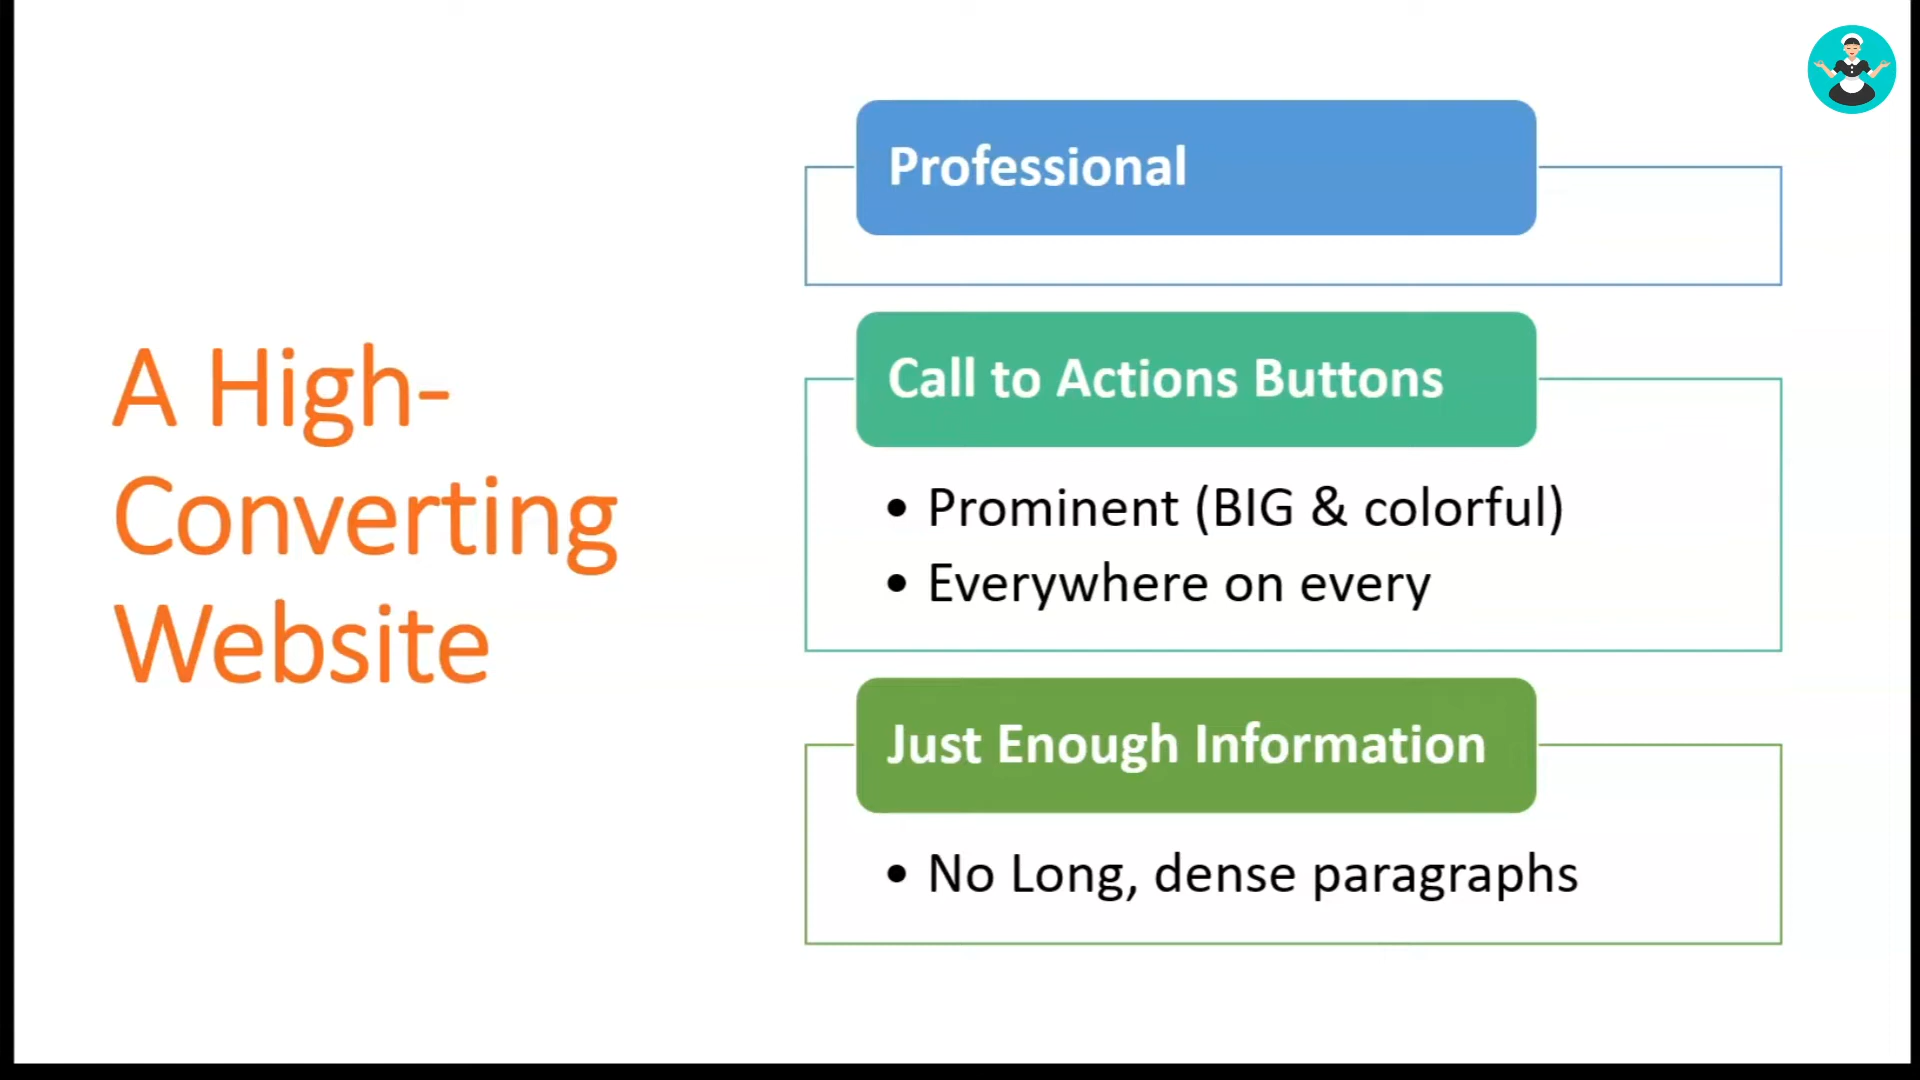 A High-
Converting
Website
Professional
Call to Actions Buttons
• Prominent (BIG & colorful)
• Everywhere on every
Just Enough Information
• No Long, dense paragraphs